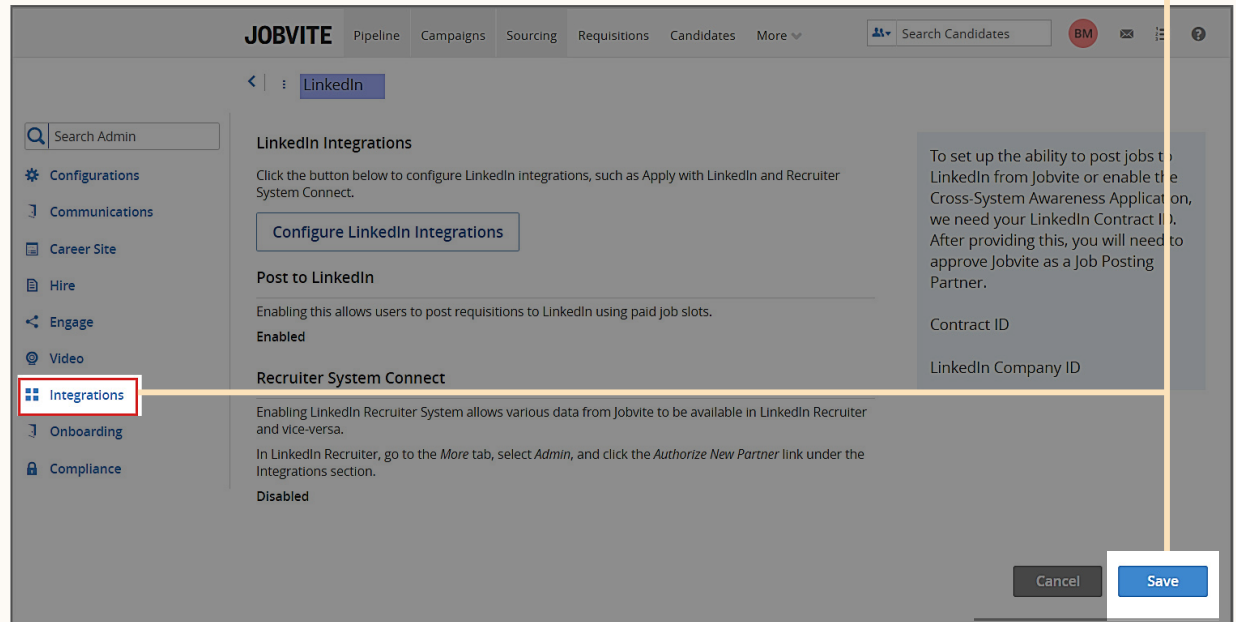 JOBVITE Pipeline Campaigns Sourcing Requisitions Candidates More Search Candidates BM
LinkedIn
Search Admin
Configurations
Communications
Career Site
Hire
Engage
Video
Integrations
Onboarding
Compliance
LinkedIn Integrations
Click the button below to configure LinkedIn integrations, such as Apply with LinkedIn and Recruiter
System Connect.
Configure LinkedIn Integrations
Post to LinkedIn
Enabling this allows users to post requisitions to LinkedIn using paid job slots.
Enabled
Recruiter System Connect
Enabling LinkedIn Recruiter System allows various data from Jobvite to be available in LinkedIn Recruiter
and vice-versa.
In LinkedIn Recruiter, go to the More tab, select Admin, and click the Authorize New Partner link under the
Integrations section.
Disabled
To set up the ability to post jobs to
LinkedIn from Jobvite or enable the
Cross-System Awareness Application,
we need your LinkedIn Contract ID.
After providing this, you will need to
approve Jobvite as a Job Posting
Partner.
Contract ID
LinkedIn Company ID
Cancel Save